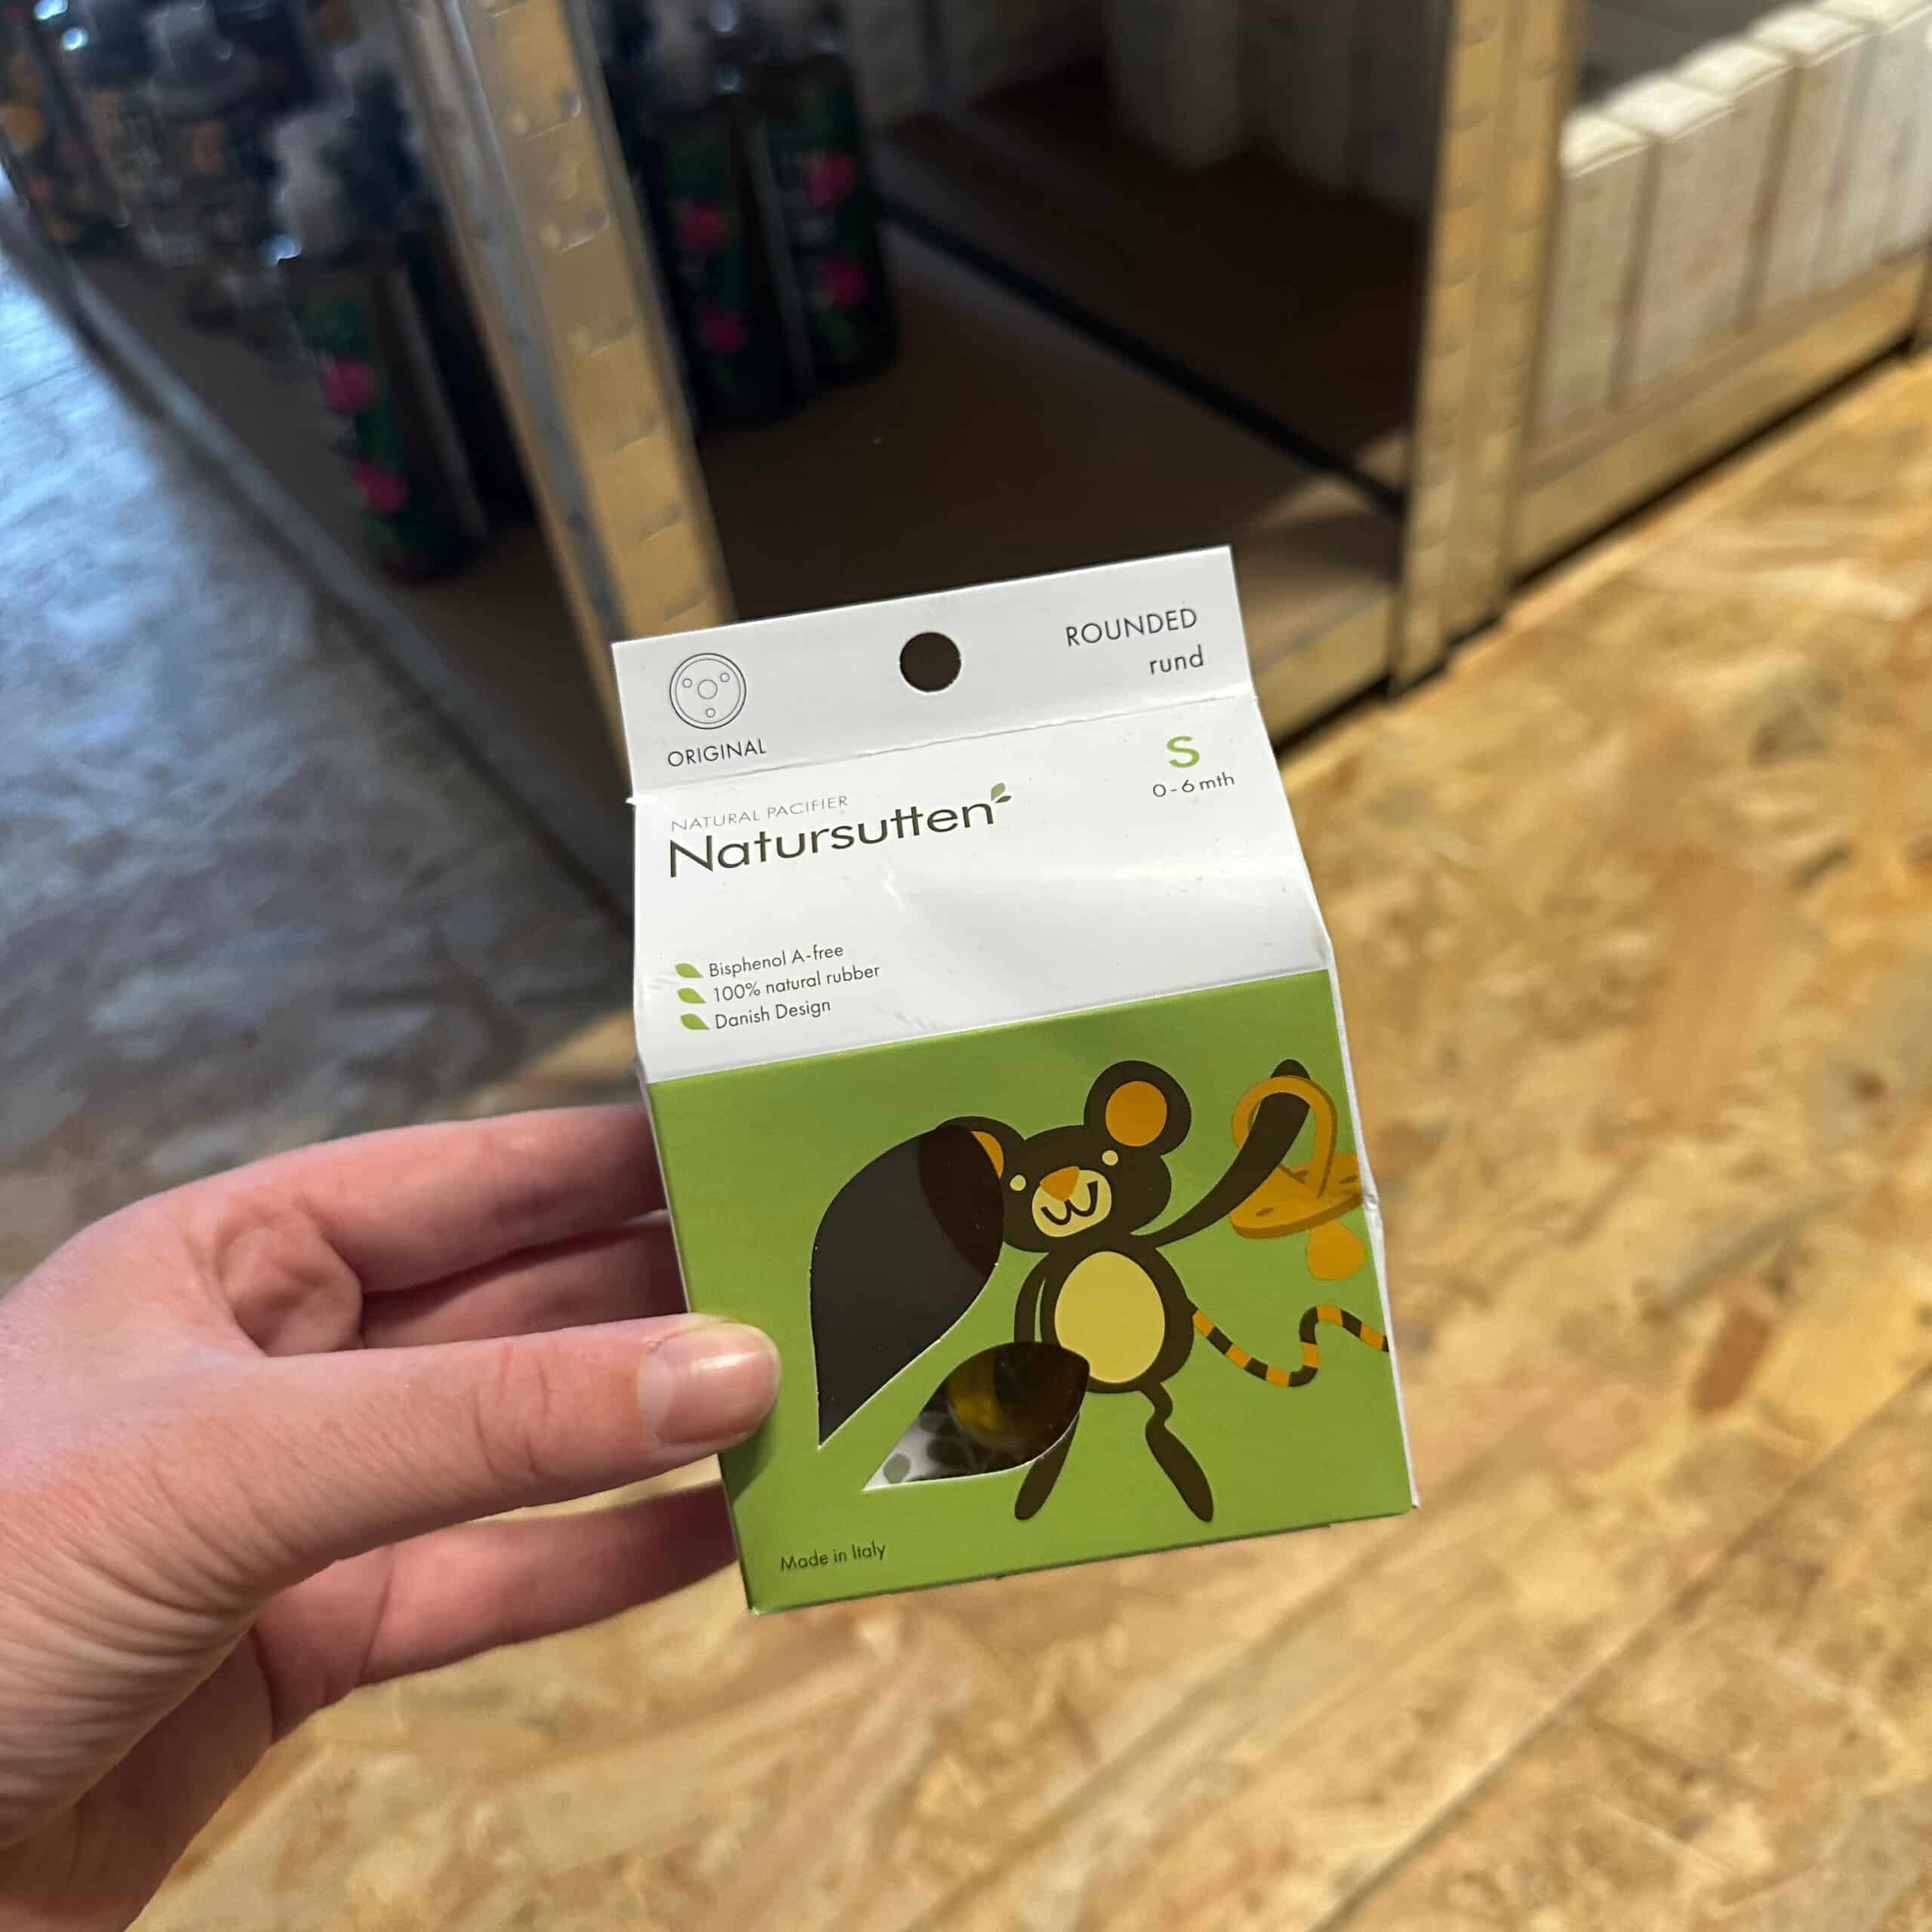 ORIGINAL
ROUNDED
rund
S
0-6 mth
NATURAL PACIFIER
Natursutten
Bisphenol A-free
100% natural rubber
Danish Design
Made in Italy